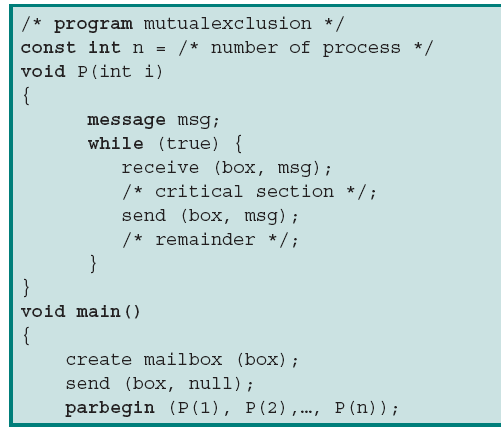 /* program mutualexclusion */
const int n = /* number of process */
void P(int i)
{
message msg;
while (true) {
receive (box, msg);
/* critical section */;
send (box, msg);
/* remainder */;
}
}
void main()
{
create mailbox (box);
send (box, null);
parbegin (P(1), P(2),…, P(n));